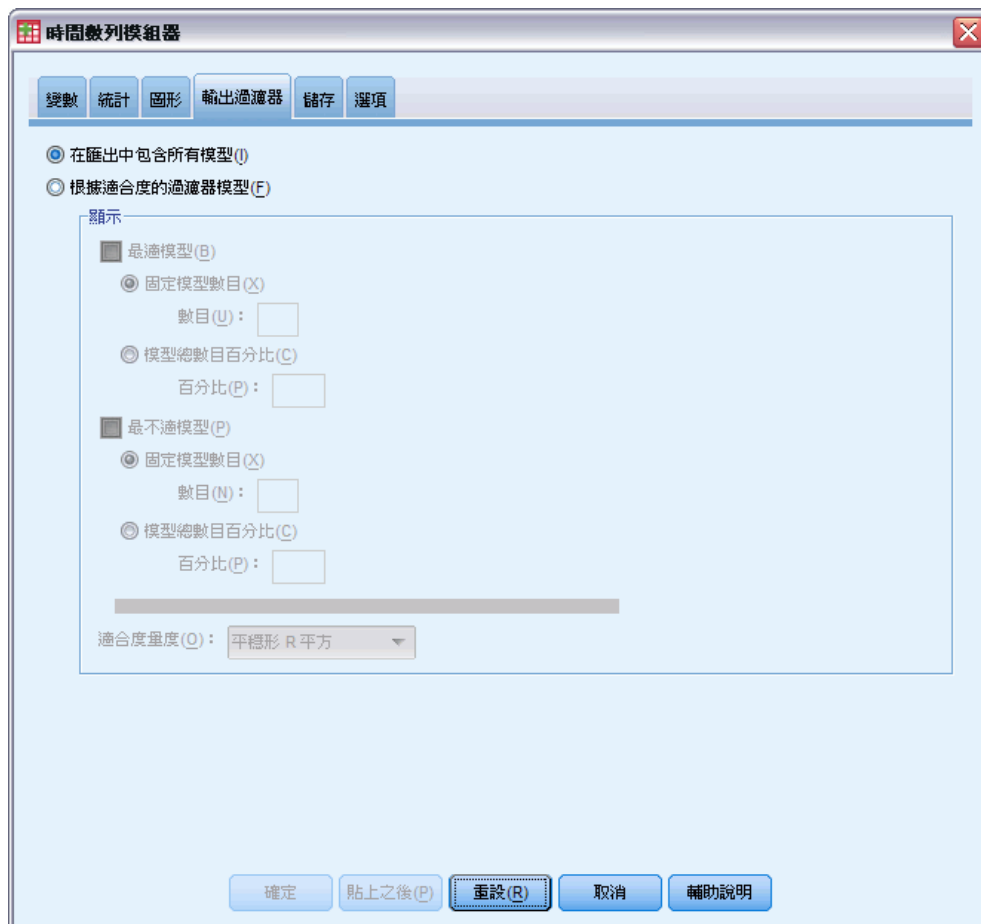 時間數列模組器
變數 統計 圖形 輸出過濾器 儲存 選項
在匯出中包含所有模型(I)
根據適合度的過濾器模型(F)
顯示
最適模型(B)
固定模型數目(X)
數目(U)：
模型總數目百分比(C)
百分比(P)：
最不適模型(P)
固定模型數目(X)
數目(N)：
模型總數目百分比(C)
百分比(P)：
適合度量度(O)： 平穩形 R 平方
確定 貼上之後(P) 重設(R) 取消 輔助說明